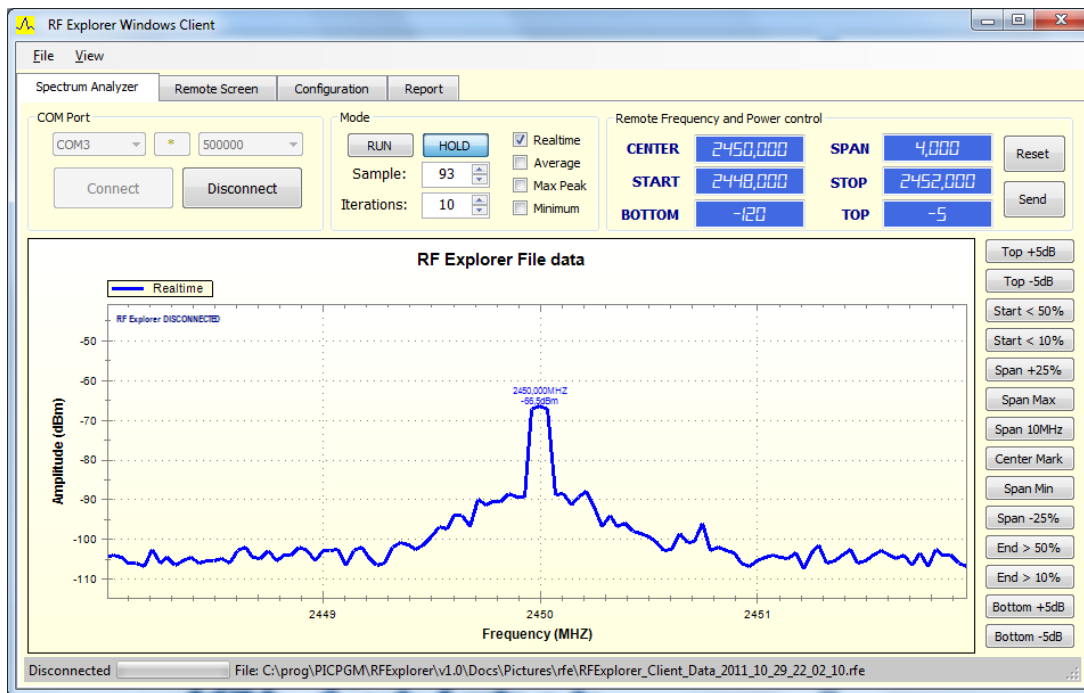 RF Explorer Windows Client
File View
Spectrum Analyzer Remote Screen Configuration Report
COM Port
COM3 * 500000
Connect Disconnect
Mode
RUN HOLD
Sample: 93
Iterations: 10
Realtime
Average
Max Peak
Minimum
Remote Frequency and Power control
CENTER 2450,000 SPAN 4,000
START 2448,000 STOP 2452,000
BOTTOM -120 TOP -5
Reset
Send
RF Explorer File data
Realtime
RF Explorer DISCONNECTED
2450,000MHZ
-66,5dBm
Amplitude (dBm)
-50
-60
-70
-80
-90
-100
-110
2449 2450 2451
Frequency (MHZ)
Top +5dB
Top -5dB
Start < 50%
Start < 10%
Span +25%
Span Max
Span 10MHz
Center Mark
Span Min
Span -25%
End > 50%
End > 10%
Bottom +5dB
Bottom -5dB
Disconnected File: C:\prog\PICPGM\RFExplorer\v1.0\Docs\Pictures\rfe\RFExplorer_Client_Data_2011_10_29_22_02_10.rfe